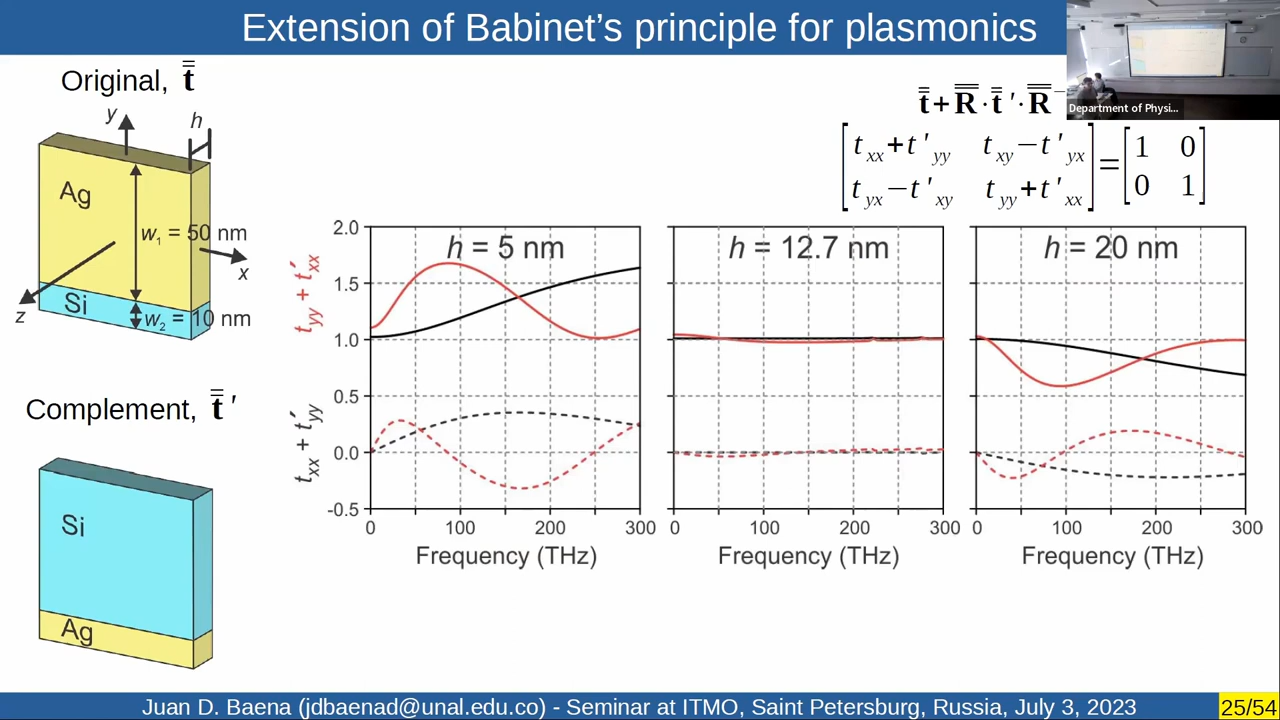 Extension of Babinet's principle for plasmonics
Department of Physi...
Original, t̿
y
h
Ag
w₁ = 50 nm
x
z
Si
w₂ = 10 nm
Complement, t̿ ′
Si
Ag
t̿ + R̿ · t̿ ′ · R̿⁻
[ t_xx + t′_yy t_xy − t′_yx ; t_yx − t′_xy t_yy + t′_xx ] = [ 1 0 ; 0 1 ]
t_yy + t′_xx
t_xx + t′_yy
2.0
1.5
1.0
0.5
0.0
-0.5
h = 5 nm
0 100 200 300
Frequency (THz)
h = 12.7 nm
0 100 200 300
Frequency (THz)
h = 20 nm
0 100 200 300
Frequency (THz)
Juan D. Baena (jdbaenad@unal.edu.co) - Seminar at ITMO, Saint Petersburg, Russia, July 3, 2023
25/54